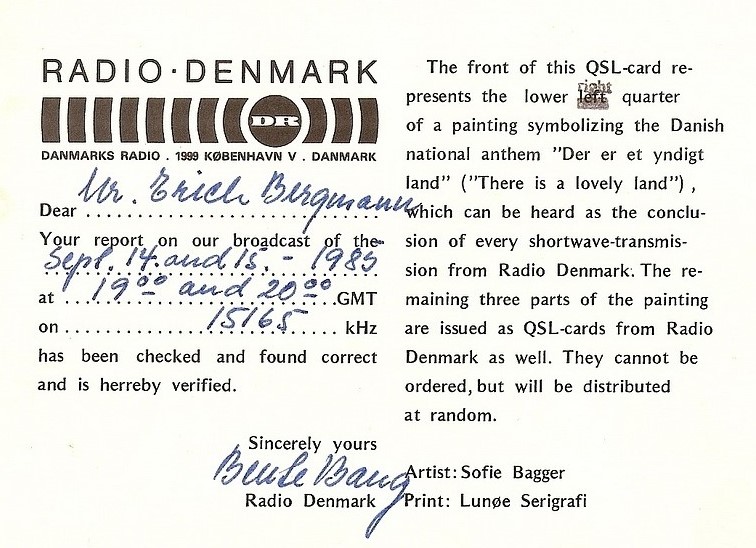 RADIO·DENMARK
DR
DANMARKS RADIO . 1999 KØBENHAVN V . DANMARK
Dear Mr. Erich Bergmann
Your report on our broadcast of the
Sept. 14. and 15. - 1985
at 19⁰⁰ and 20⁰⁰ GMT
on 15165 kHz
has been checked and found correct
and is herreby verified.
Sincerely yours
Bente Bang
Radio Denmark
The front of this QSL-card re-
presents the lower left right quarter
of a painting symbolizing the Danish
national anthem "Der er et yndigt
land" ("There is a lovely land"),
which can be heard as the conclu-
sion of every shortwave-transmis-
sion from Radio Denmark. The re-
maining three parts of the painting
are issued as QSL-cards from Radio
Denmark as well. They cannot be
ordered, but will be distributed
at random.
Artist: Sofie Bagger
Print: Lunøe Serigrafi